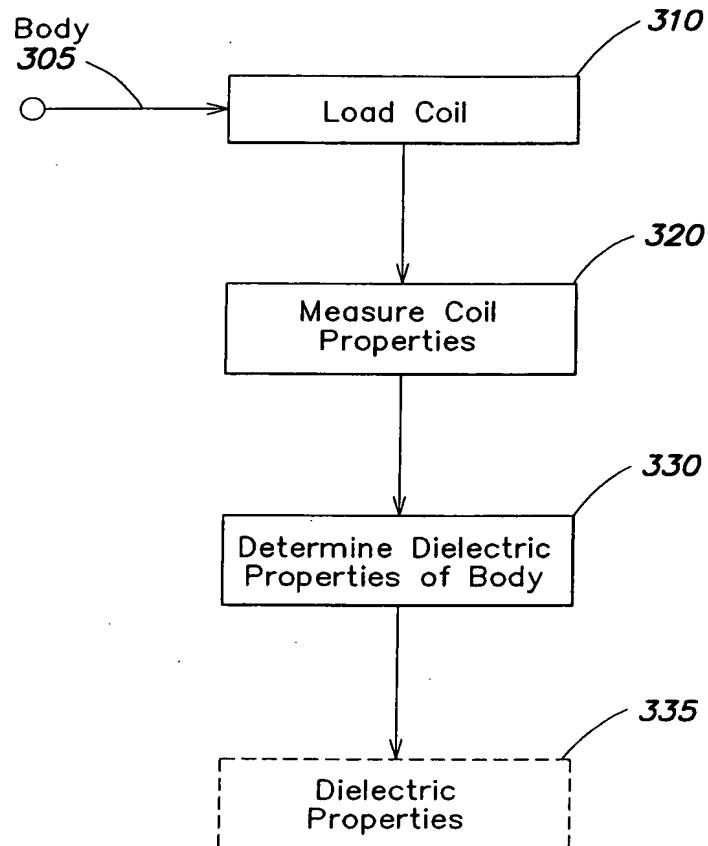 310
Body
305
Load Coil
320
Measure Coil
Properties
330
Determine Dielectric
Properties of Body
335
Dielectric
Properties